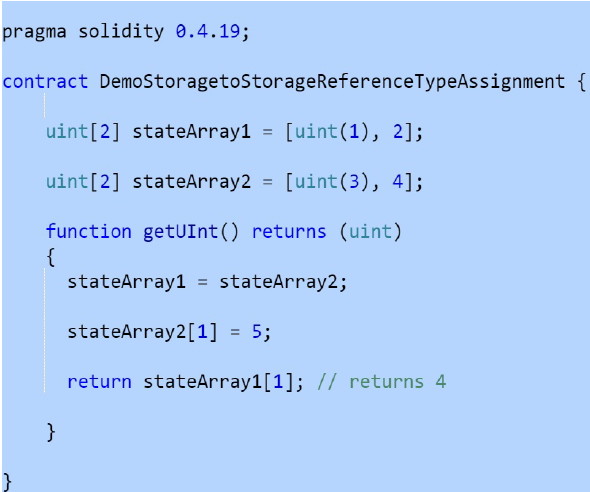 pragma solidity 0.4.19;
contract DemoStoragetoStorageReferenceTypeAssignment {
uint[2] stateArray1 = [uint(1), 2];
uint[2] stateArray2 = [uint(3), 4];
function getUInt() returns (uint)
{
stateArray1 = stateArray2;
stateArray2[1] = 5;
return stateArray1[1]; // returns 4
}
}